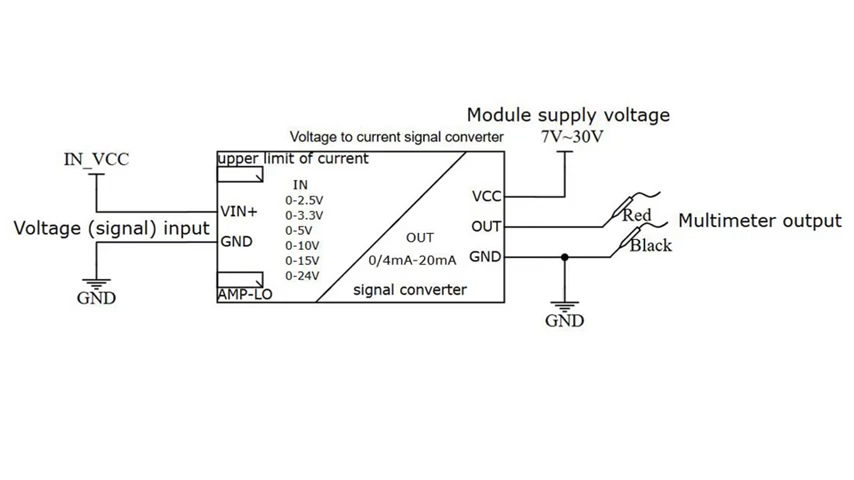 Module supply voltage
Voltage to current signal converter
7V~30V
IN_VCC
upper limit of current
IN
0-2.5V
0-3.3V
0-5V
0-10V
0-15V
0-24V
VIN+
Voltage (signal) input
GND
GND
AMP-LO
OUT
0/4mA-20mA
signal converter
VCC
OUT
GND
Red
Black
Multimeter output
GND